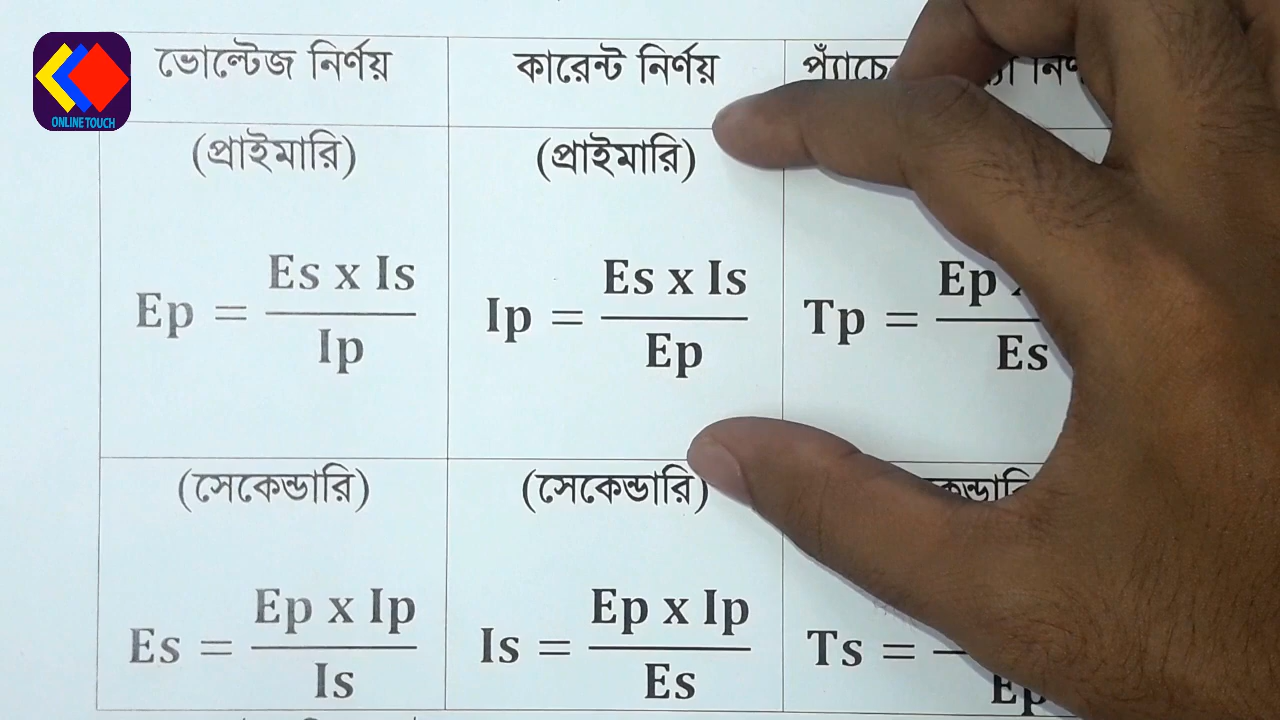 ONLINE TOUCH
ভোল্টেজ নির্ণয়
কারেন্ট নির্ণয়
(প্রাইমারি)
(প্রাইমারি)
Ep = Es x Is / Ip
Ip = Es x Is / Ep
Tp = Ep / Es
(সেকেন্ডারি)
(সেকেন্ডারি)
Es = Ep x Ip / Is
Is = Ep x Ip / Es
Ts = / Ep